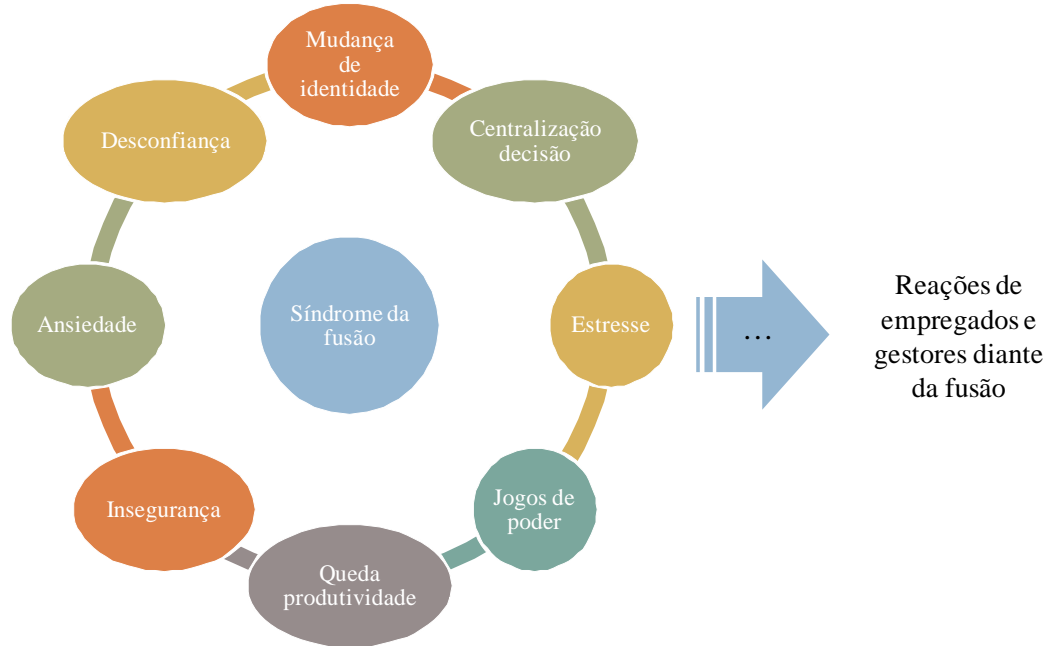 Mudança
de
identidade
Centralização
decisão
Desconfiança
Ansiedade
Síndrome da
fusão
Estresse
...
Reações de
empregados e
gestores diante
da fusão
Insegurança
Jogos de
poder
Queda
produtividade